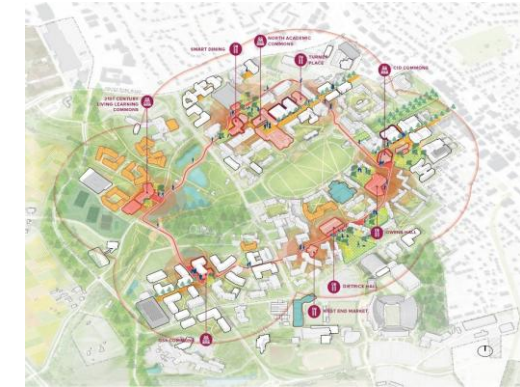 SMART DINING
NORTH ACADEMIC
COMMONS
TURNER
PLACE
21ST CENTURY
LIVING-LEARNING
COMMONS
CID COMMONS
OWENS HALL
DIETRICK HALL
WEST END MARKET
COMMONS